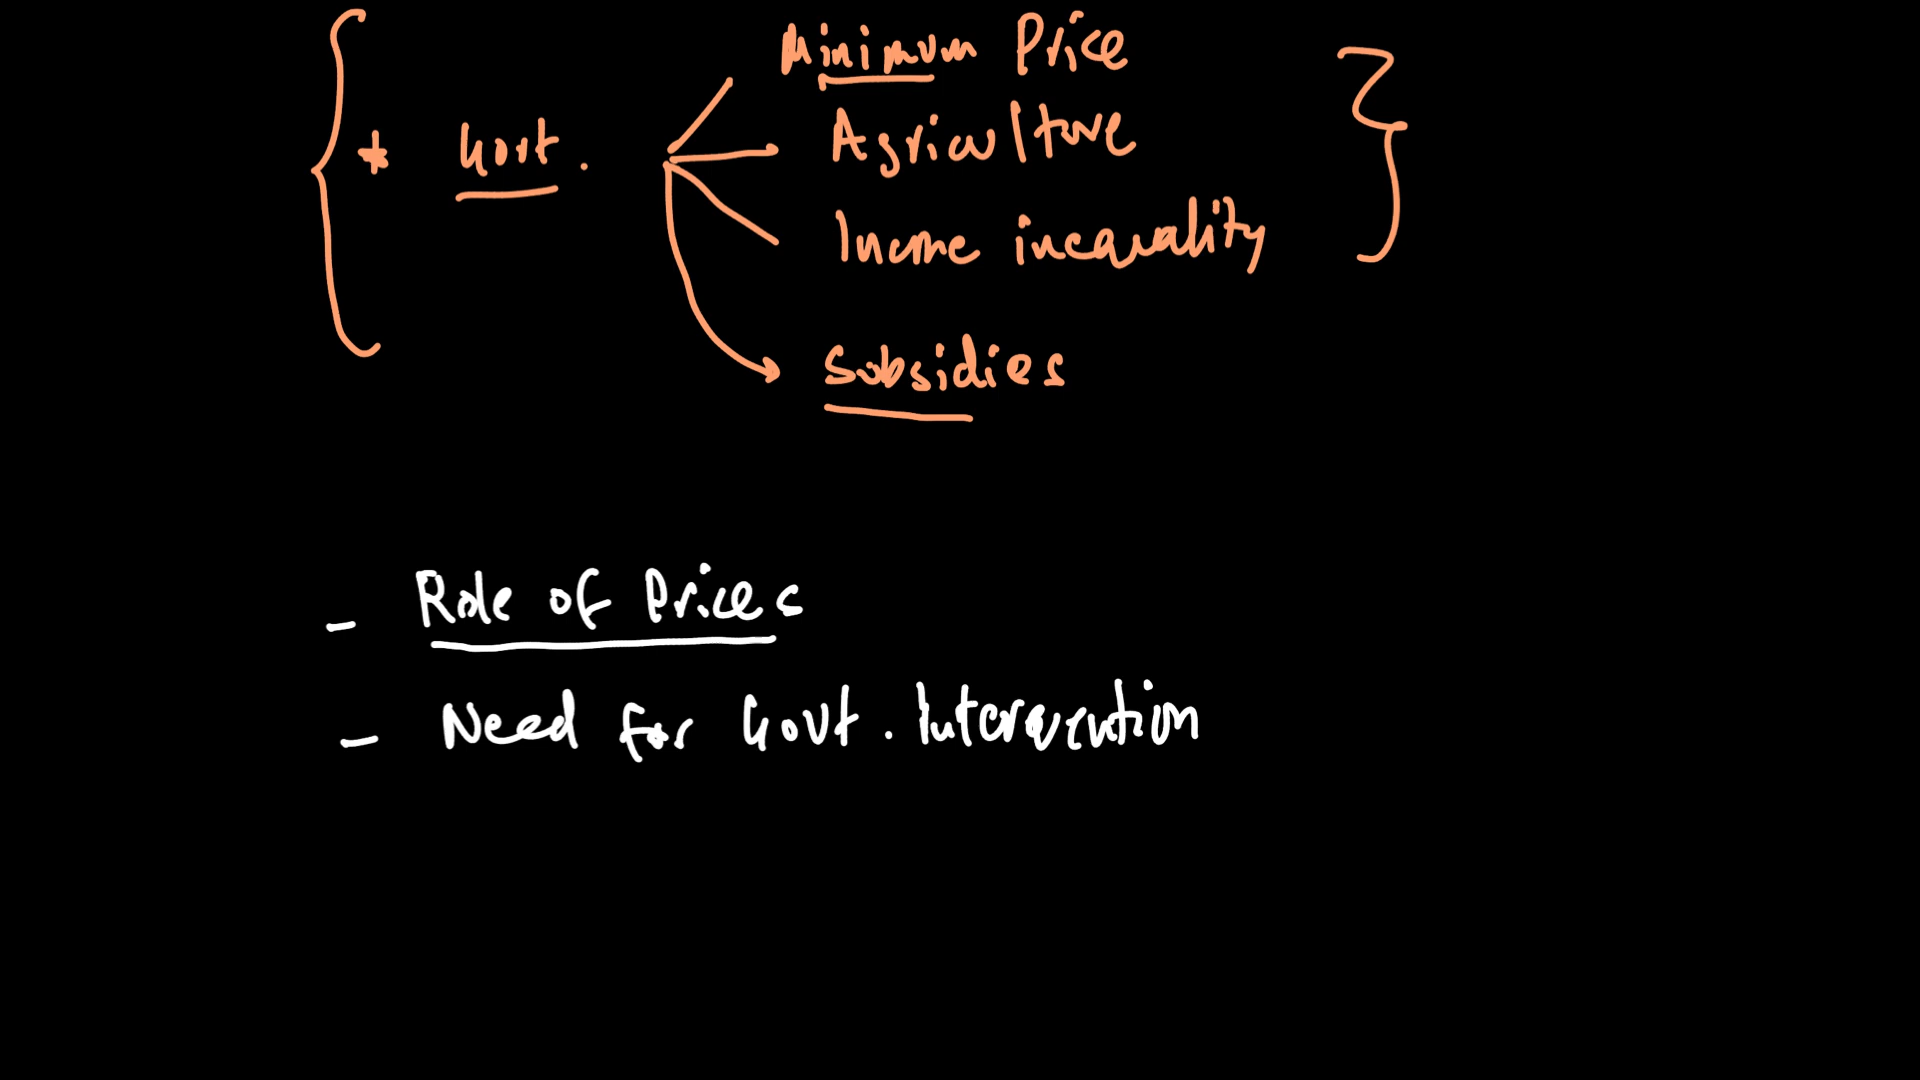 Minimum Price
* Govt.
Agriculture
Income inequality
Subsidies
- Role of Prices
- Need for Govt. Intervention